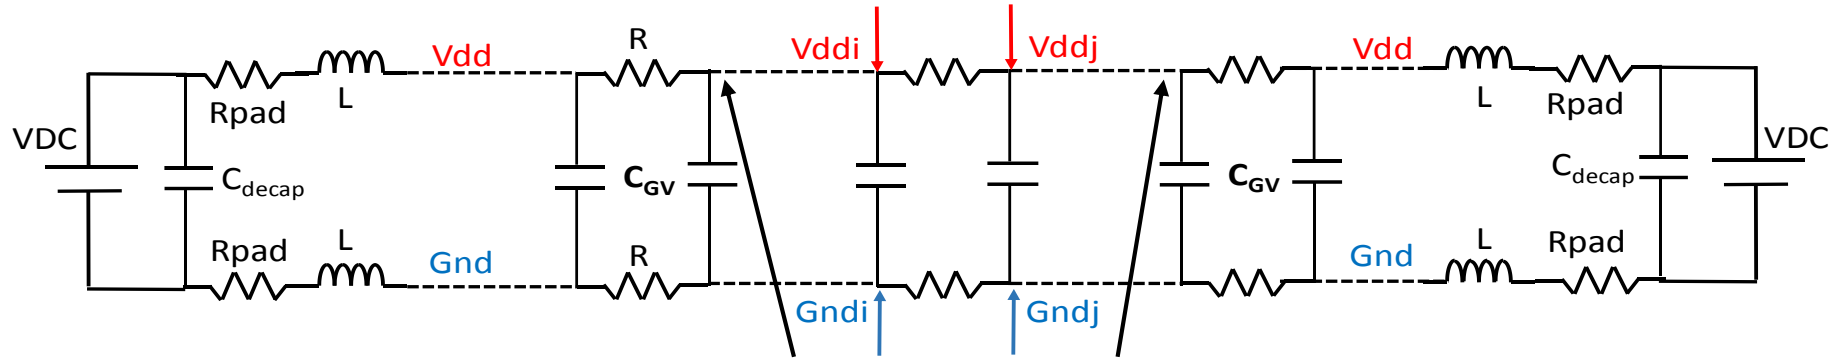 Vdd
R
Vddi
Vddj
Vdd
Rpad
L
L
Rpad
VDC
VDC
Cdecap
CGV
CGV
Cdecap
Rpad
L
Gnd
R
Gndi
Gndj
Gnd
L
Rpad